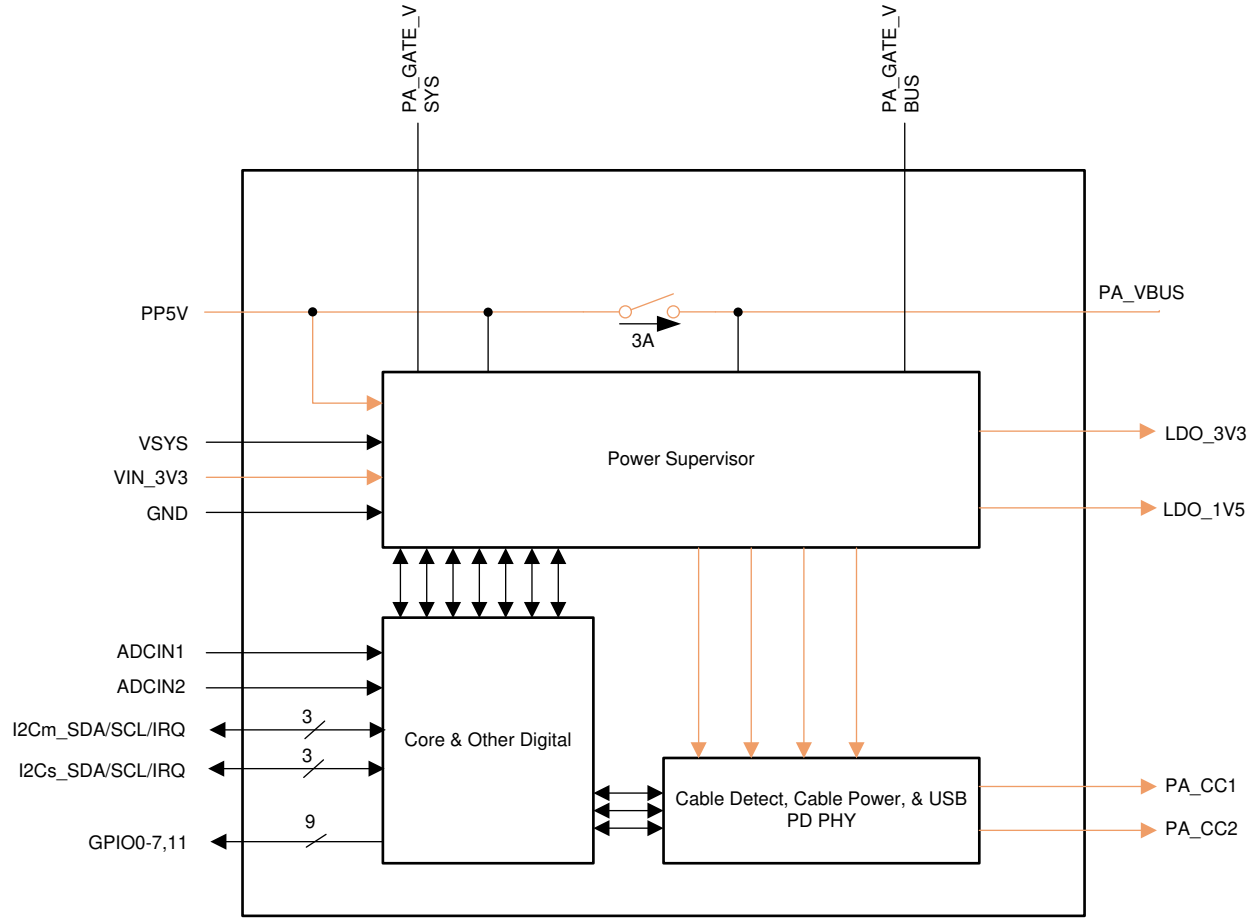 PA_GATE_V
SYS
PA_GATE_V
BUS
PP5V
3A
PA_VBUS
VSYS
VIN_3V3
GND
Power Supervisor
LDO_3V3
LDO_1V5
ADCIN1
ADCIN2
I2Cm_SDA/SCL/IRQ
3
I2Cs_SDA/SCL/IRQ
3
GPIO0-7,11
9
Core & Other Digital
Cable Detect, Cable Power, & USB
PD PHY
PA_CC1
PA_CC2